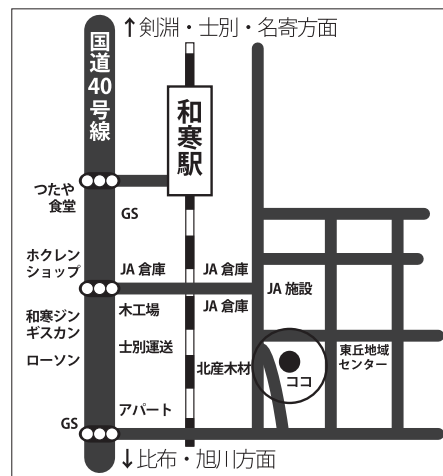 ↑剣淵・士別・名寄方面
国道40号線
和寒駅
つたや
食堂
GS
ホクレン
ショップ
JA 倉庫
JA 倉庫
JA 倉庫
JA 施設
和寒ジン
ギスカン
木工場
ローソン
士別運送
北産木材
ココ
東丘地域
センター
アパート
GS
↓比布・旭川方面